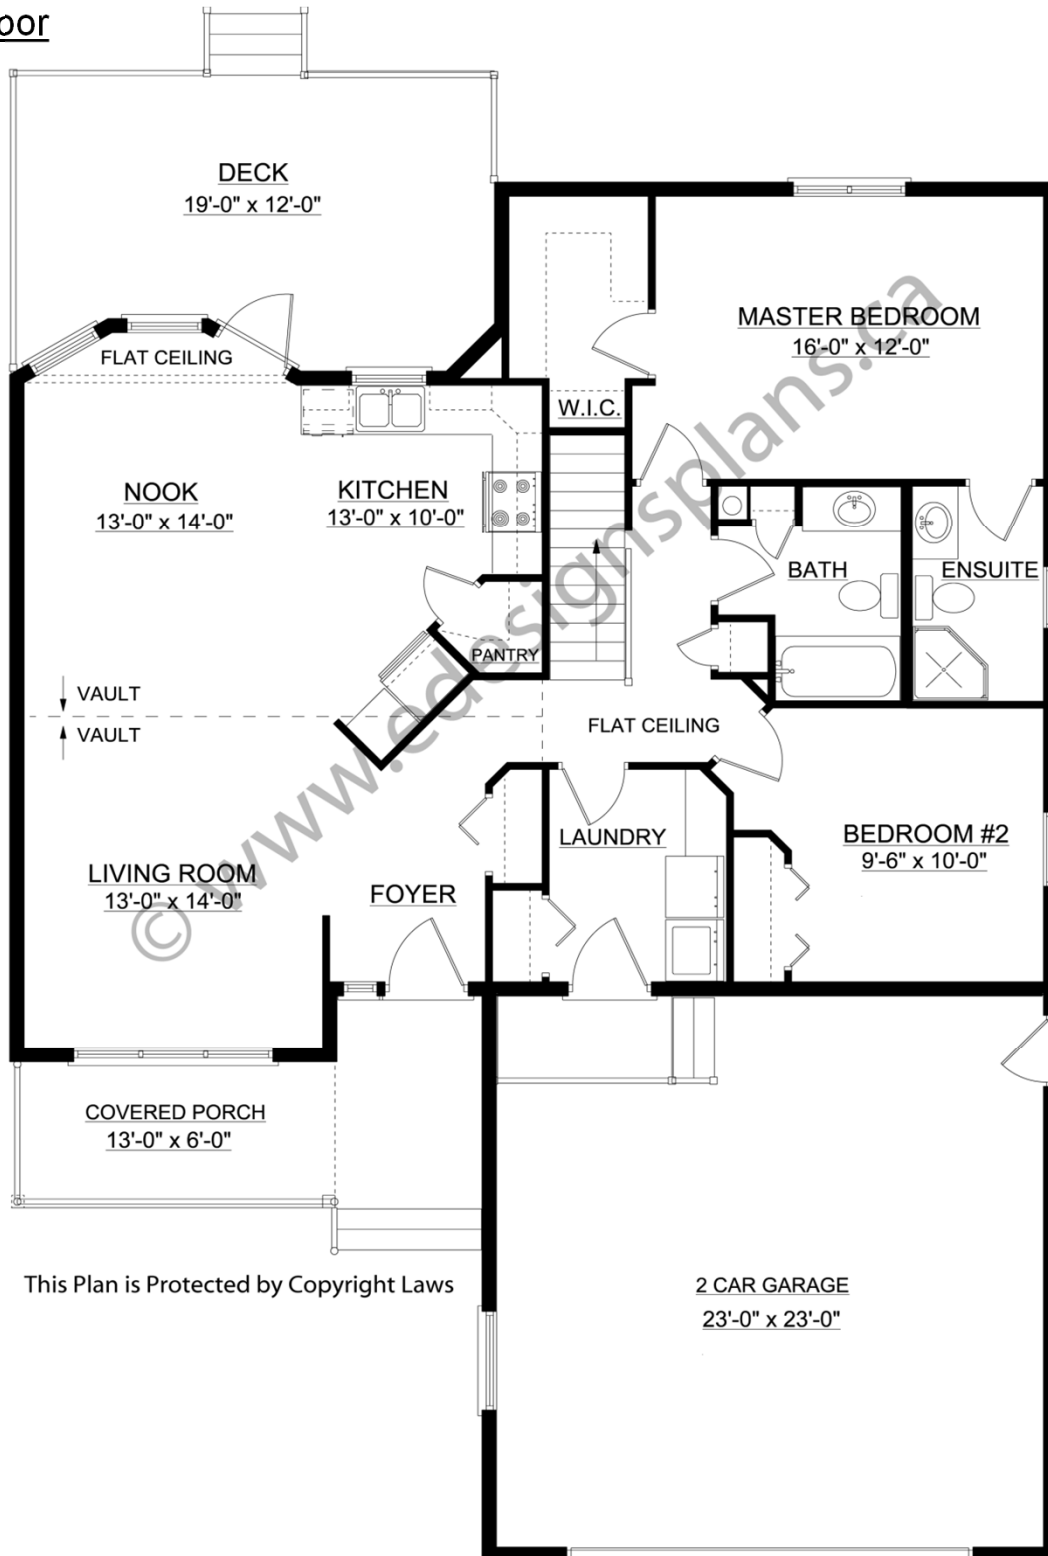 DECK
19'-0" x 12'-0"
MASTER BEDROOM
16'-0" x 12'-0"
FLAT CEILING
W.I.C.
NOOK
13'-0" x 14'-0"
KITCHEN
13'-0" x 10'-0"
BATH
ENSUITE
PANTRY
VAULT
VAULT
FLAT CEILING
LAUNDRY
BEDROOM #2
9'-6" x 10'-0"
LIVING ROOM
13'-0" x 14'-0"
FOYER
© www.edesignsplans.ca
COVERED PORCH
13'-0" x 6'-0"
This Plan is Protected by Copyright Laws
2 CAR GARAGE
23'-0" x 23'-0"